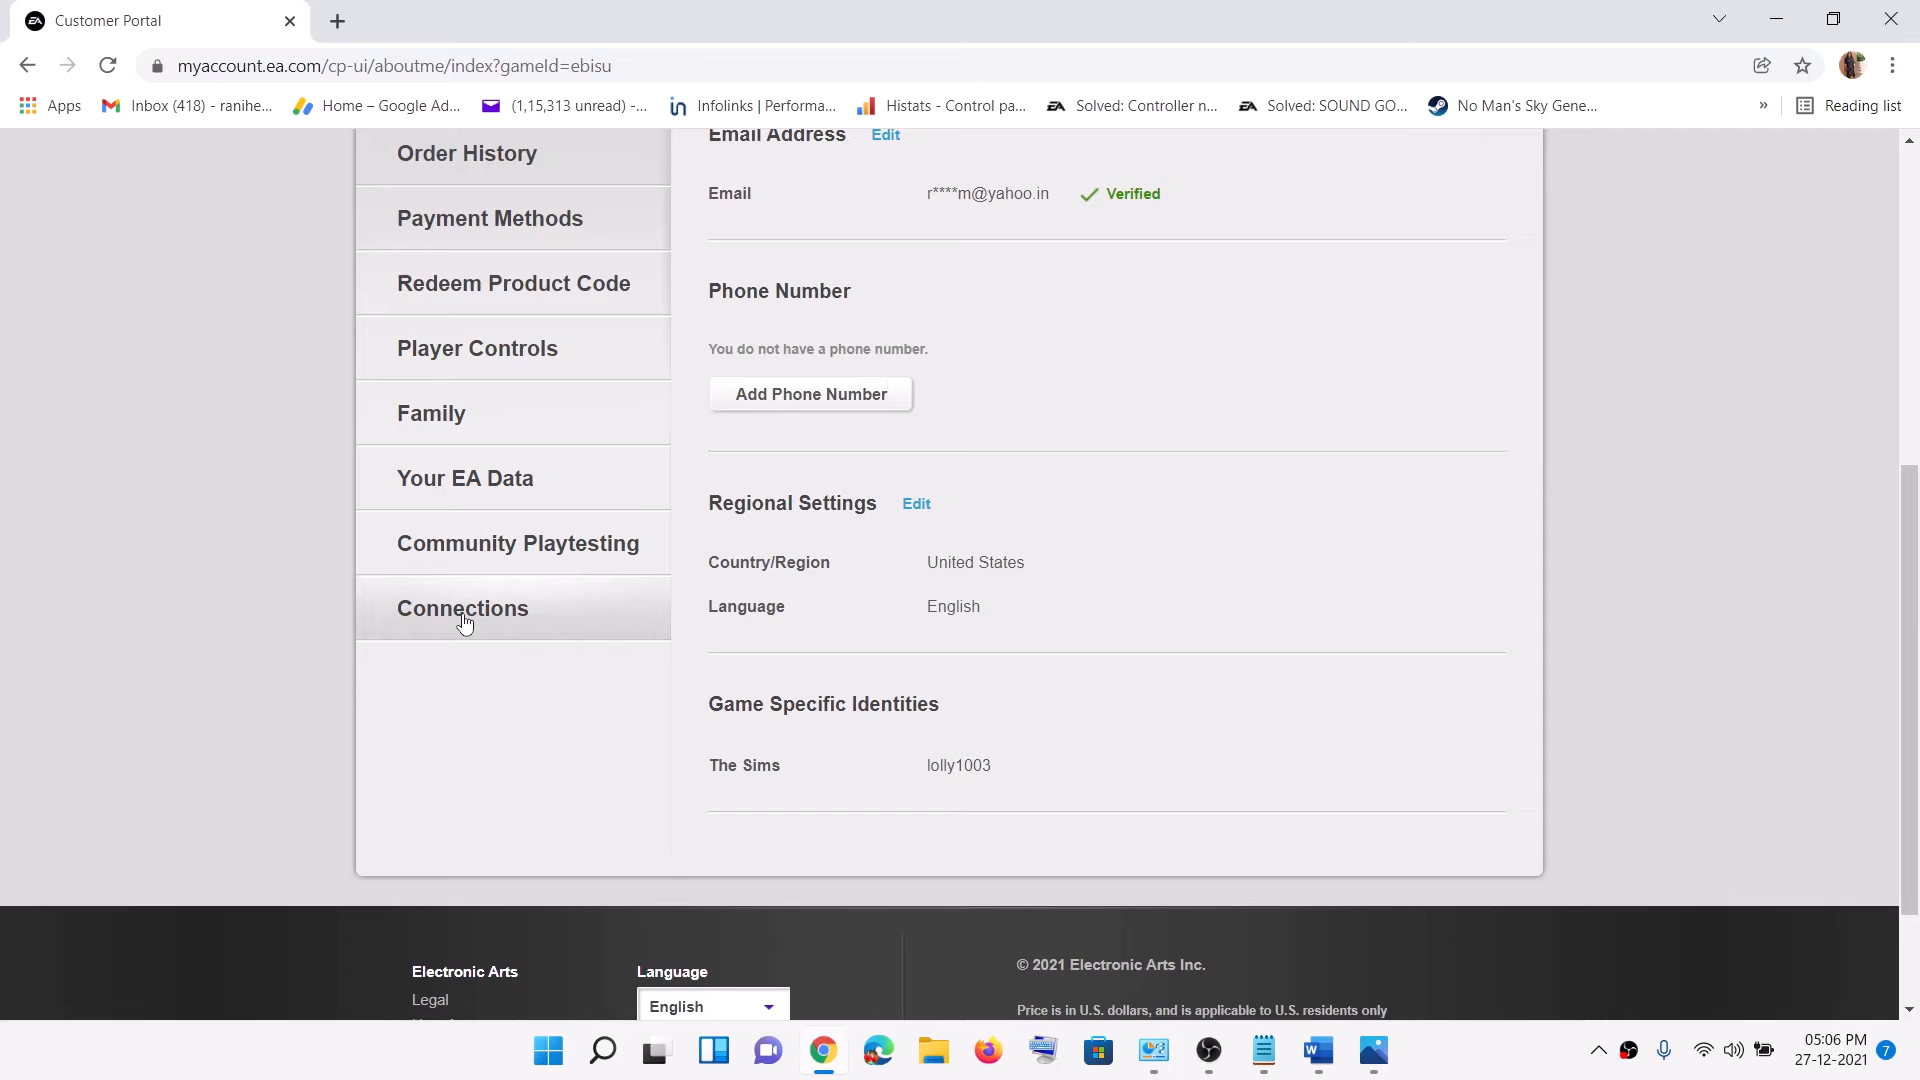 Customer Portal
myaccount.ea.com/cp-ui/aboutme/index?gameId=ebisu
Apps
Inbox (418) - ranihe...
Home – Google Ad...
(1,15,313 unread) -...
Infolinks | Performa...
Histats - Control pa...
Solved: Controller n...
Solved: SOUND GO...
No Man's Sky Gene...
»
Reading list
Order History
Payment Methods
Redeem Product Code
Player Controls
Family
Your EA Data
Community Playtesting
Connections
Email Address Edit
Email r****m@yahoo.in Verified
Phone Number
You do not have a phone number.
Add Phone Number
Regional Settings Edit
Country/Region United States
Language English
Game Specific Identities
The Sims lolly1003
Electronic Arts
Legal
Language
English
© 2021 Electronic Arts Inc.
Price is in U.S. dollars, and is applicable to U.S. residents only
05:06 PM
27-12-2021
7